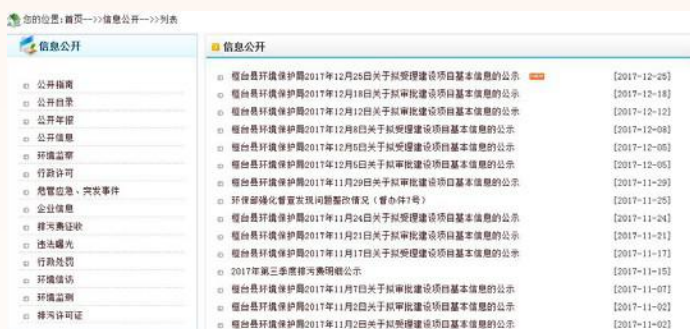 您的位置:首页-->>信息公开-->>列表
信息公开
公开指南
公开目录
公开年报
公开信息
环境监察
行政许可
危管应急、突发事件
企业信息
排污费征收
违法曝光
行政处罚
环境信访
环境监测
排污许可证
信息公开
桓台县环境保护局2017年12月25日关于拟受理建设项目基本信息的公示 [2017-12-25]
桓台县环境保护局2017年12月18日关于拟审批建设项目基本信息的公示 [2017-12-18]
桓台县环境保护局2017年12月12日关于拟审批建设项目基本信息的公示 [2017-12-12]
桓台县环境保护局2017年12月8日关于拟受理建设项目基本信息的公示 [2017-12-08]
桓台县环境保护局2017年12月5日关于拟受理建设项目基本信息的公示 [2017-12-05]
桓台县环境保护局2017年12月5日关于拟审批建设项目基本信息的公示 [2017-12-05]
桓台县环境保护局2017年11月29日关于拟审批建设项目基本信息的公示 [2017-11-29]
环保部强化督查发现问题整改情况(督办件7号) [2017-11-25]
桓台县环境保护局2017年11月24日关于拟受理建设项目基本信息的公示 [2017-11-24]
桓台县环境保护局2017年11月21日关于拟审批建设项目基本信息的公示 [2017-11-21]
桓台县环境保护局2017年11月17日关于拟受理建设项目基本信息的公示 [2017-11-17]
2017年第三季度排污费明细公示 [2017-11-15]
桓台县环境保护局2017年11月7日关于拟审批建设项目基本信息的公示 [2017-11-07]
桓台县环境保护局2017年11月2日关于拟审批建设项目基本信息的公示 [2017-11-02]
桓台县环境保护局2017年11月2日关于拟受理建设项目基本信息的公示 [2017-11-02]